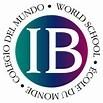 COLEGIO DEL MUNDO · WORLD SCHOOL · ÉCOLE DU MONDE ·
IB